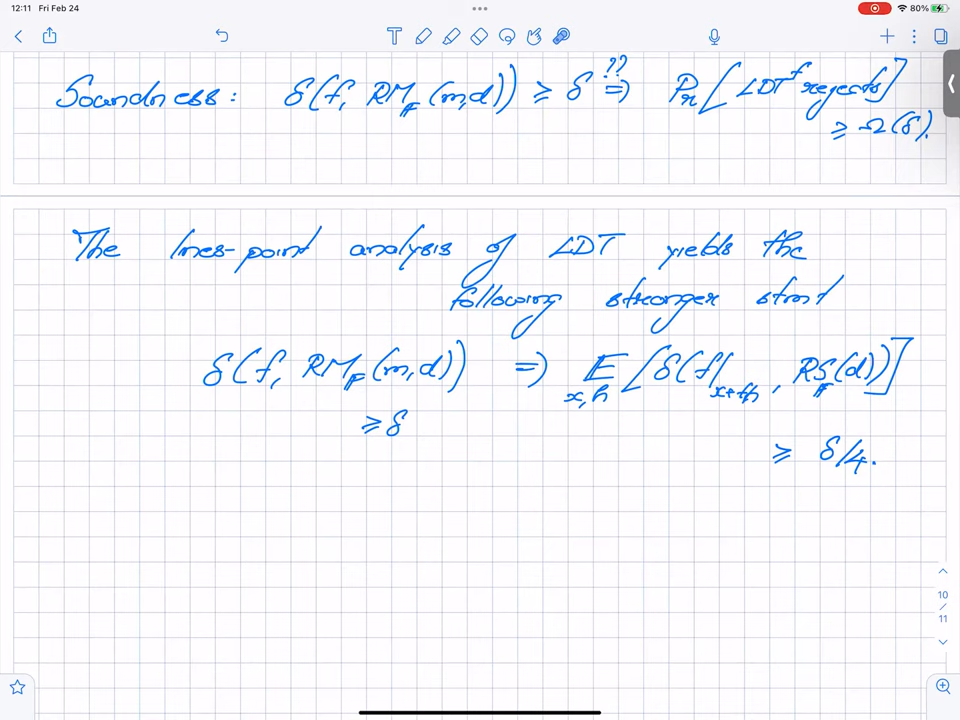 12:11 Fri Feb 24
80%
T
Soundness: δ(f, RM_F(m,d)) ≥ δ ⇒?? Pr[LDT^f rejects]
≥ Ω(δ).
The lines-point analysis of LDT yields the
following stronger stmt
δ(f, RM_F(m,d)) ⇒ E_{x,h}[δ(f|_{x+th}, RS_F(d))]
≥ δ
≥ δ/4.
10
/
11